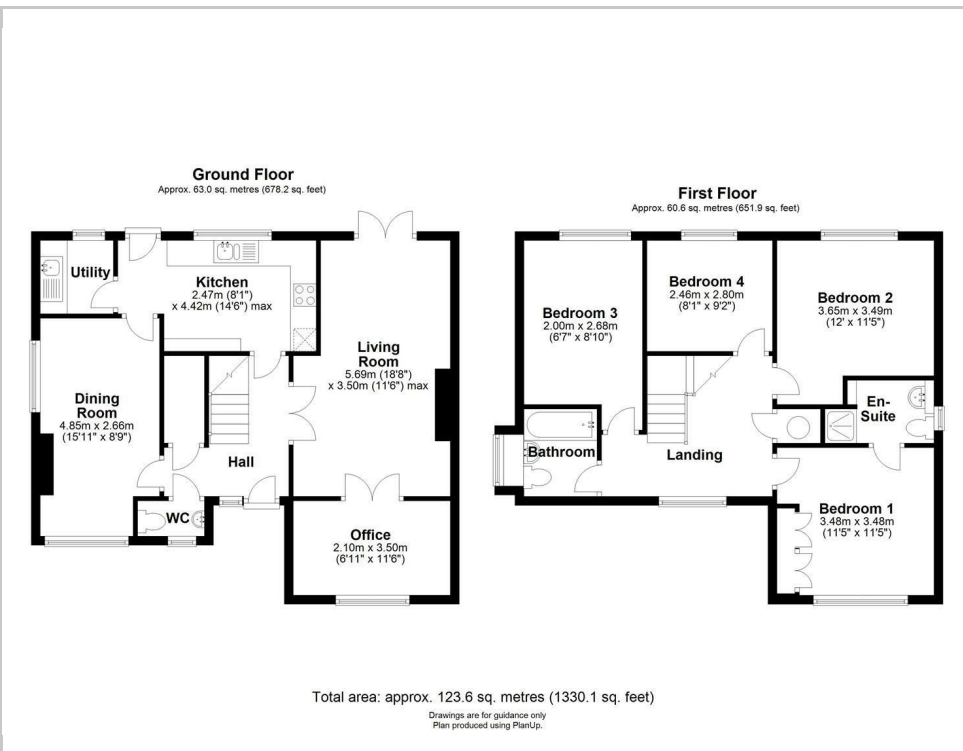 Ground Floor
Approx. 63.0 sq. metres (678.2 sq. feet)
Utility
Kitchen
2.47m (8'1")
x 4.42m (14'6") max
Living
Room
5.69m (18'8")
x 3.50m (11'6") max
Dining
Room
4.85m x 2.66m
(15'11" x 8'9")
Hall
WC
Office
2.10m x 3.50m
(6'11" x 11'6")
First Floor
Approx. 60.6 sq. metres (651.9 sq. feet)
Bedroom 3
2.00m x 2.68m
(6'7" x 8'10")
Bedroom 4
2.46m x 2.80m
(8'1" x 9'2")
Bedroom 2
3.65m x 3.49m
(12' x 11'5")
En-
Suite
Bathroom
Landing
Bedroom 1
3.48m x 3.48m
(11'5" x 11'5")
Total area: approx. 123.6 sq. metres (1330.1 sq. feet)
Drawings are for guidance only
Plan produced using PlanUp.